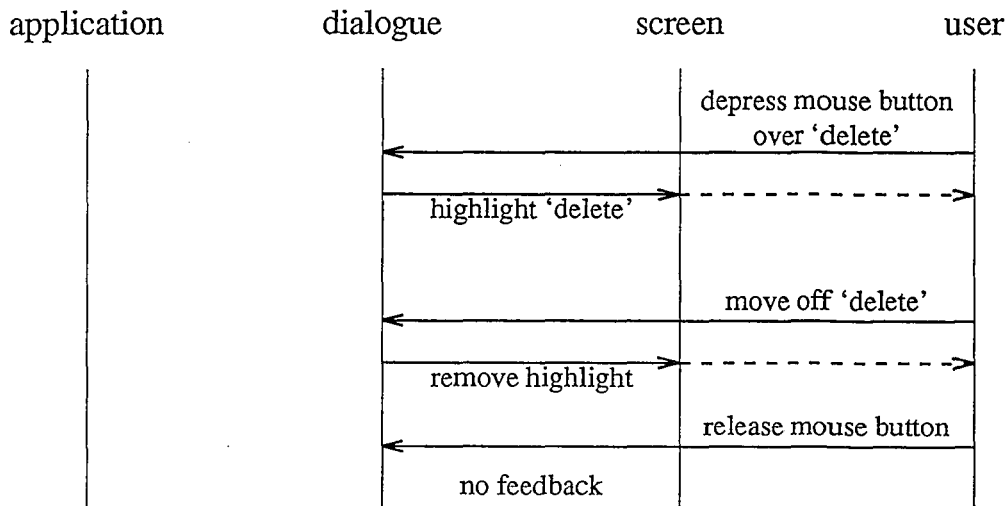 application dialogue screen user
depress mouse button
over ‘delete’
highlight ‘delete’
move off ‘delete’
remove highlight
release mouse button
no feedback